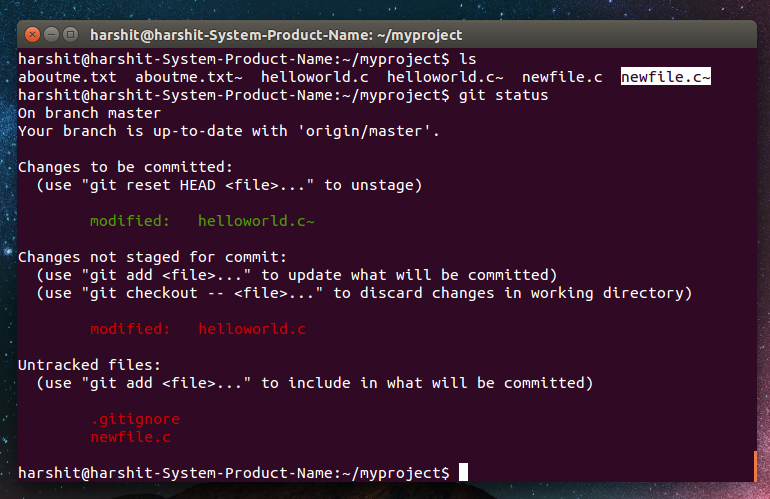 harshit@harshit-System-Product-Name: ~/myproject
harshit@harshit-System-Product-Name:~/myproject$ ls
aboutme.txt  aboutme.txt~  helloworld.c  helloworld.c~  newfile.c  newfile.c~
harshit@harshit-System-Product-Name:~/myproject$ git status
On branch master
Your branch is up-to-date with 'origin/master'.
Changes to be committed:
  (use "git reset HEAD <file>..." to unstage)
        modified:   helloworld.c~
Changes not staged for commit:
  (use "git add <file>..." to update what will be committed)
  (use "git checkout -- <file>..." to discard changes in working directory)
        modified:   helloworld.c
Untracked files:
  (use "git add <file>..." to include in what will be committed)
        .gitignore
        newfile.c
harshit@harshit-System-Product-Name:~/myproject$